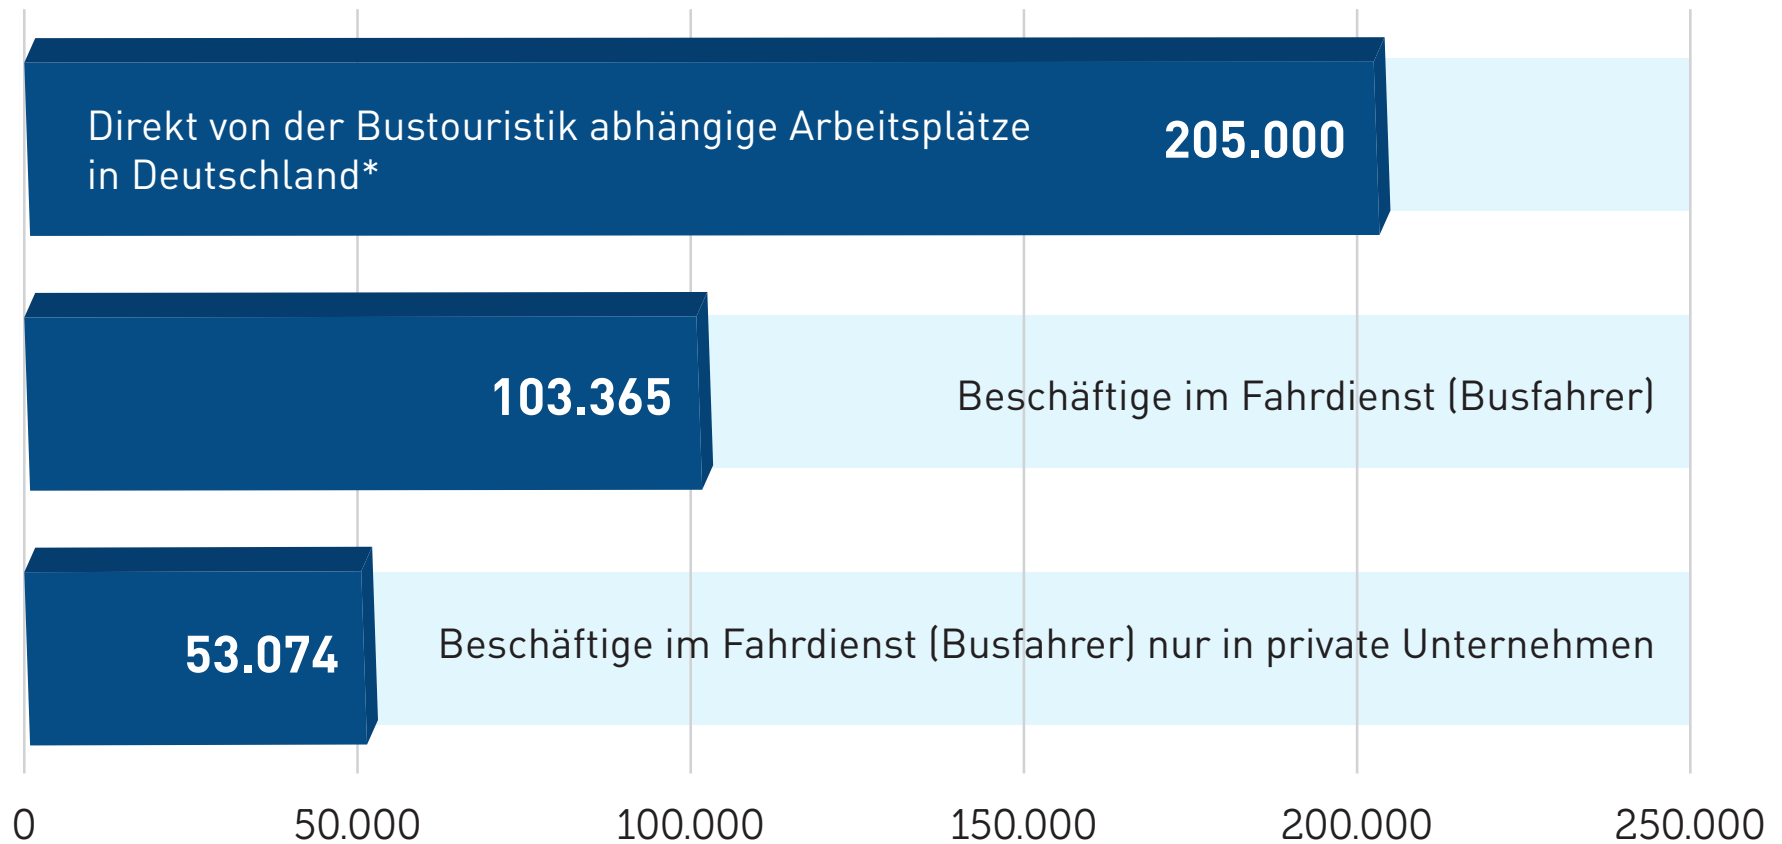 Direkt von der Bustouristik abhängige Arbeitsplätze
in Deutschland*
205.000
103.365
Beschäftige im Fahrdienst (Busfahrer)
53.074
Beschäftige im Fahrdienst (Busfahrer) nur in private Unternehmen
0 50.000 100.000 150.000 200.000 250.000